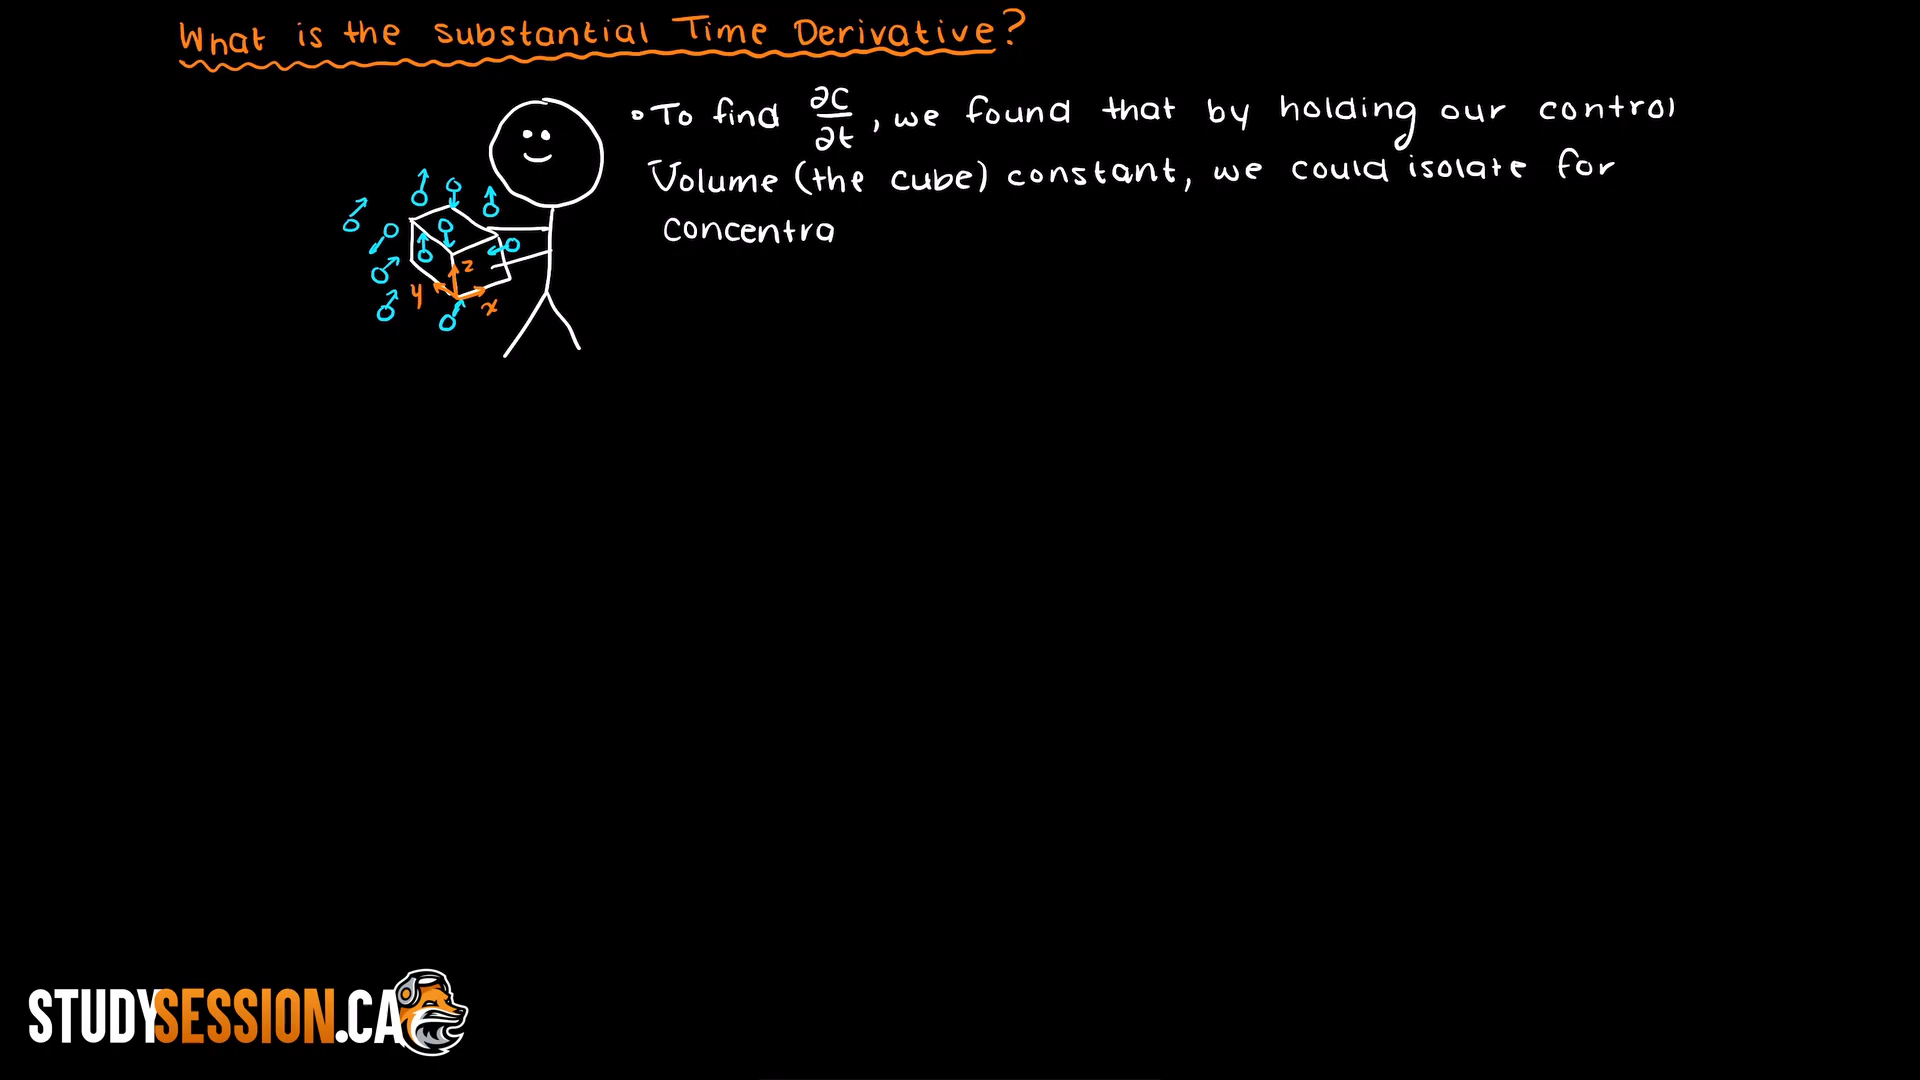 What is the substantial Time Derivative?
• To find ∂C/∂t, we found that by holding our control
Volume (the cube) constant, we could isolate for
concentra
z
y
x
STUDYSESSION.CA